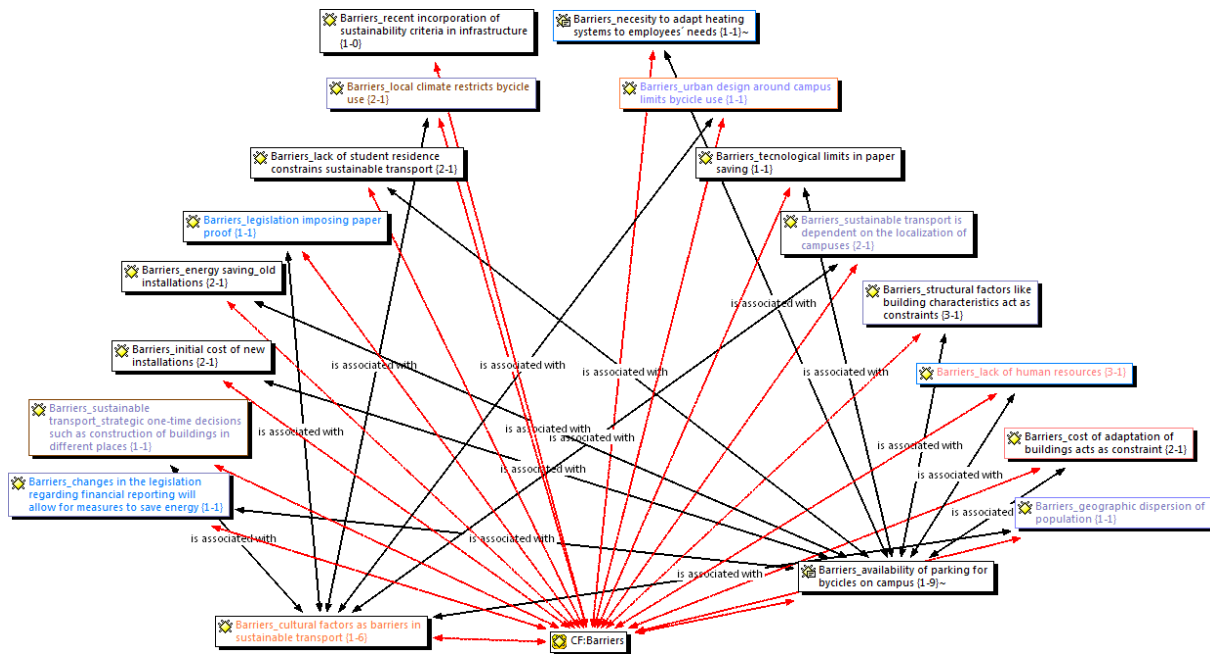 Barriers_recent incorporation of
sustainability criteria in infrastructure
{1-0}
Barriers_necesity to adapt heating
systems to employees´ needs {1-1}~
Barriers_local climate restricts bycicle
use {2-1}
Barriers_urban design around campus
limits bycicle use {1-1}
Barriers_lack of student residence
constrains sustainable transport {2-1}
Barriers_tecnological limits in paper
saving {1-1}
Barriers_legislation imposing paper
proof {1-1}
Barriers_sustainable transport is
dependent on the localization of
campuses {2-1}
Barriers_energy saving_old
installations {2-1}
Barriers_structural factors like
building characteristics act as
constraints {3-1}
is associated with
Barriers_initial cost of new
installations {2-1}
is associated with
is associated with
is associated with
is associated with
Barriers_lack of human resources {3-1}
Barriers_sustainable
transport_strategic one-time decisions
such as construction of buildings in
different places {1-1}
is associated with
is associated with
is associated with
Barriers_cost of adaptation of
buildings acts as constraint {2-1}
is associated with
is associated with
is associated with
Barriers_changes in the legislation
regarding financial reporting will
allow for measures to save energy {1-1}
is associated
Barriers_geographic dispersion of
population {1-1}
is associated with
is associated with
is associated with
Barriers_availability of parking for
bycicles on campus {1-9}~
Barriers_cultural factors as barriers in
sustainable transport {1-6}
CF:Barriers